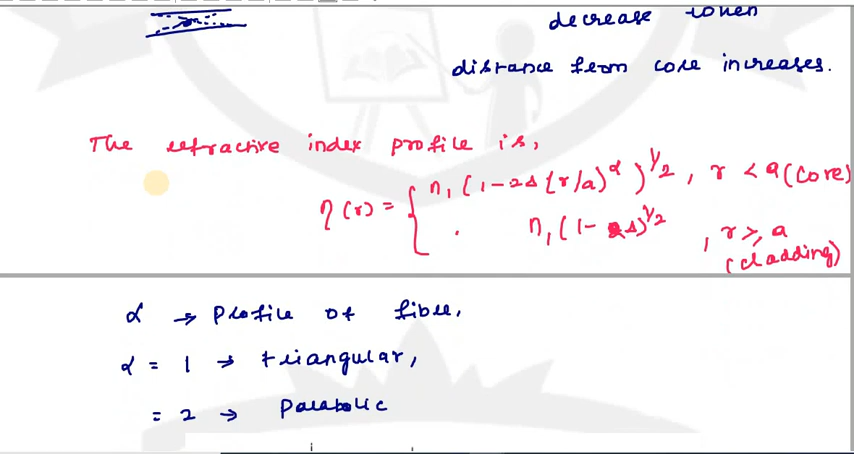 decrease when
distance from core increases.
The refractive index profile is,
η(r) = { n₁ (1-2Δ (r/a)^α )^1/2 , r < a (core)
n₁ (1- 2Δ)^1/2 , r ≥ a
(cladding)
α → Profile of fibre,
α = 1 → triangular,
= 2 → Parabolic